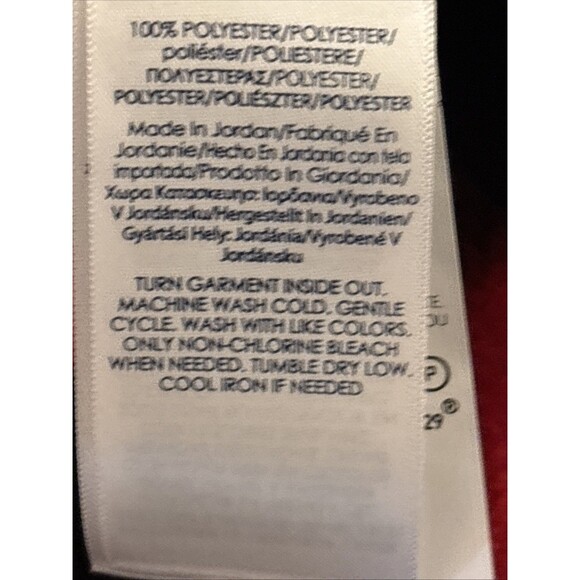 100% POLYESTER/POLYESTER/
poliéster/POLIESTERE/
ΠΟΛΥΕΣΤΕΡΑΣ/POLYESTER/
POLYESTER/POLIÉSZTER/POLYESTER
Made In Jordan/Fabriqué En
Jordanie/Hecho En Jordania con tela
importada/Prodotto In Giordania/
Χωρα Κατασκευης: Ιορδανια/Vyrobeno
V Jordánsku/Hergestellt In Jordanien/
Gyártási Hely: Jordánia/Vyrobené V
Jordánsku
TURN GARMENT INSIDE OUT.
MACHINE WASH COLD, GENTLE
CYCLE. WASH WITH LIKE COLORS.
ONLY NON-CHLORINE BLEACH
WHEN NEEDED. TUMBLE DRY LOW.
COOL IRON IF NEEDED
P
29®